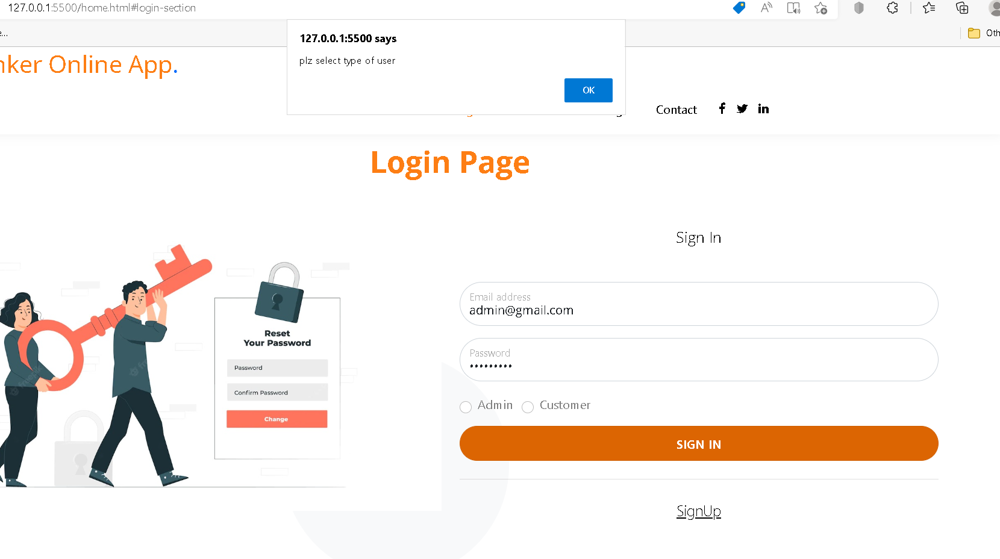 127.0.0.1:5500/home.html#login-section
e...
Oth
127.0.0.1:5500 says
plz select type of user
OK
nker Online App.
Contact
Login Page
Sign In
Email address
admin@gmail.com
Password
•••••••••
Admin
Customer
SIGN IN
SignUp
Reset
Your Password
Password
Confirm Password
Change